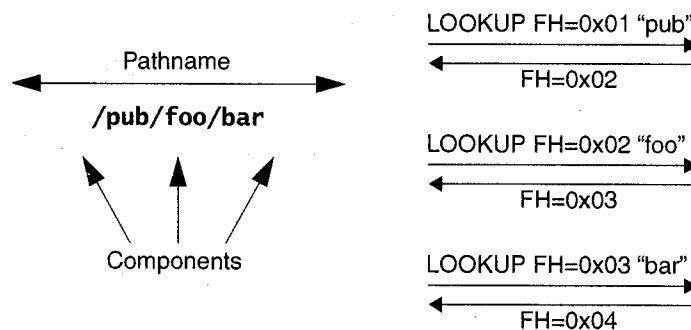 Pathname
/pub/foo/bar
Components
LOOKUP FH=0x01 “pub”
FH=0x02
LOOKUP FH=0x02 “foo”
FH=0x03
LOOKUP FH=0x03 “bar”
FH=0x04